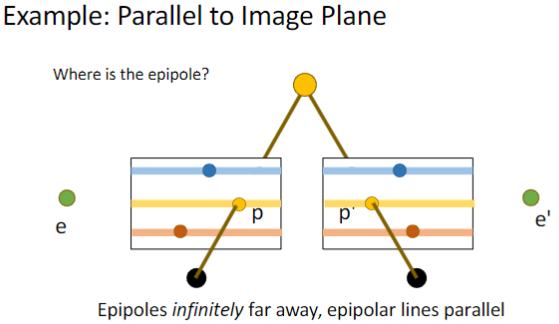 Example: Parallel to Image Plane
Where is the epipole?
p
p'
e
e'
Epipoles infinitely far away, epipolar lines parallel